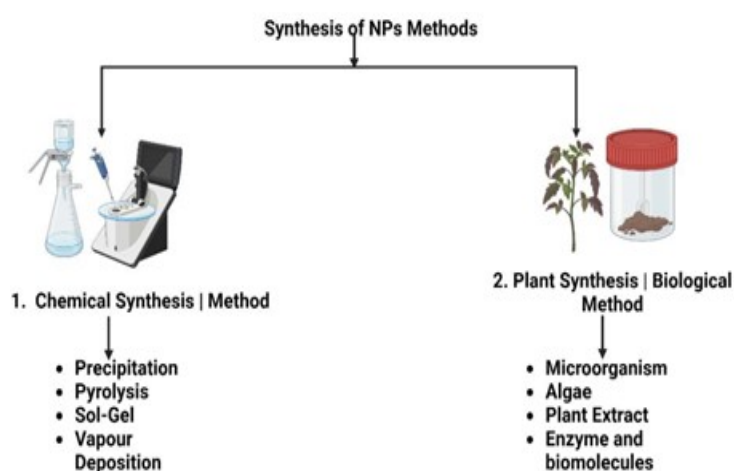 Synthesis of NPs Methods
1. Chemical Synthesis | Method
• Precipitation
• Pyrolysis
• Sol-Gel
• Vapour
Deposition
2. Plant Synthesis | Biological
Method
• Microorganism
• Algae
• Plant Extract
• Enzyme and
biomolecules